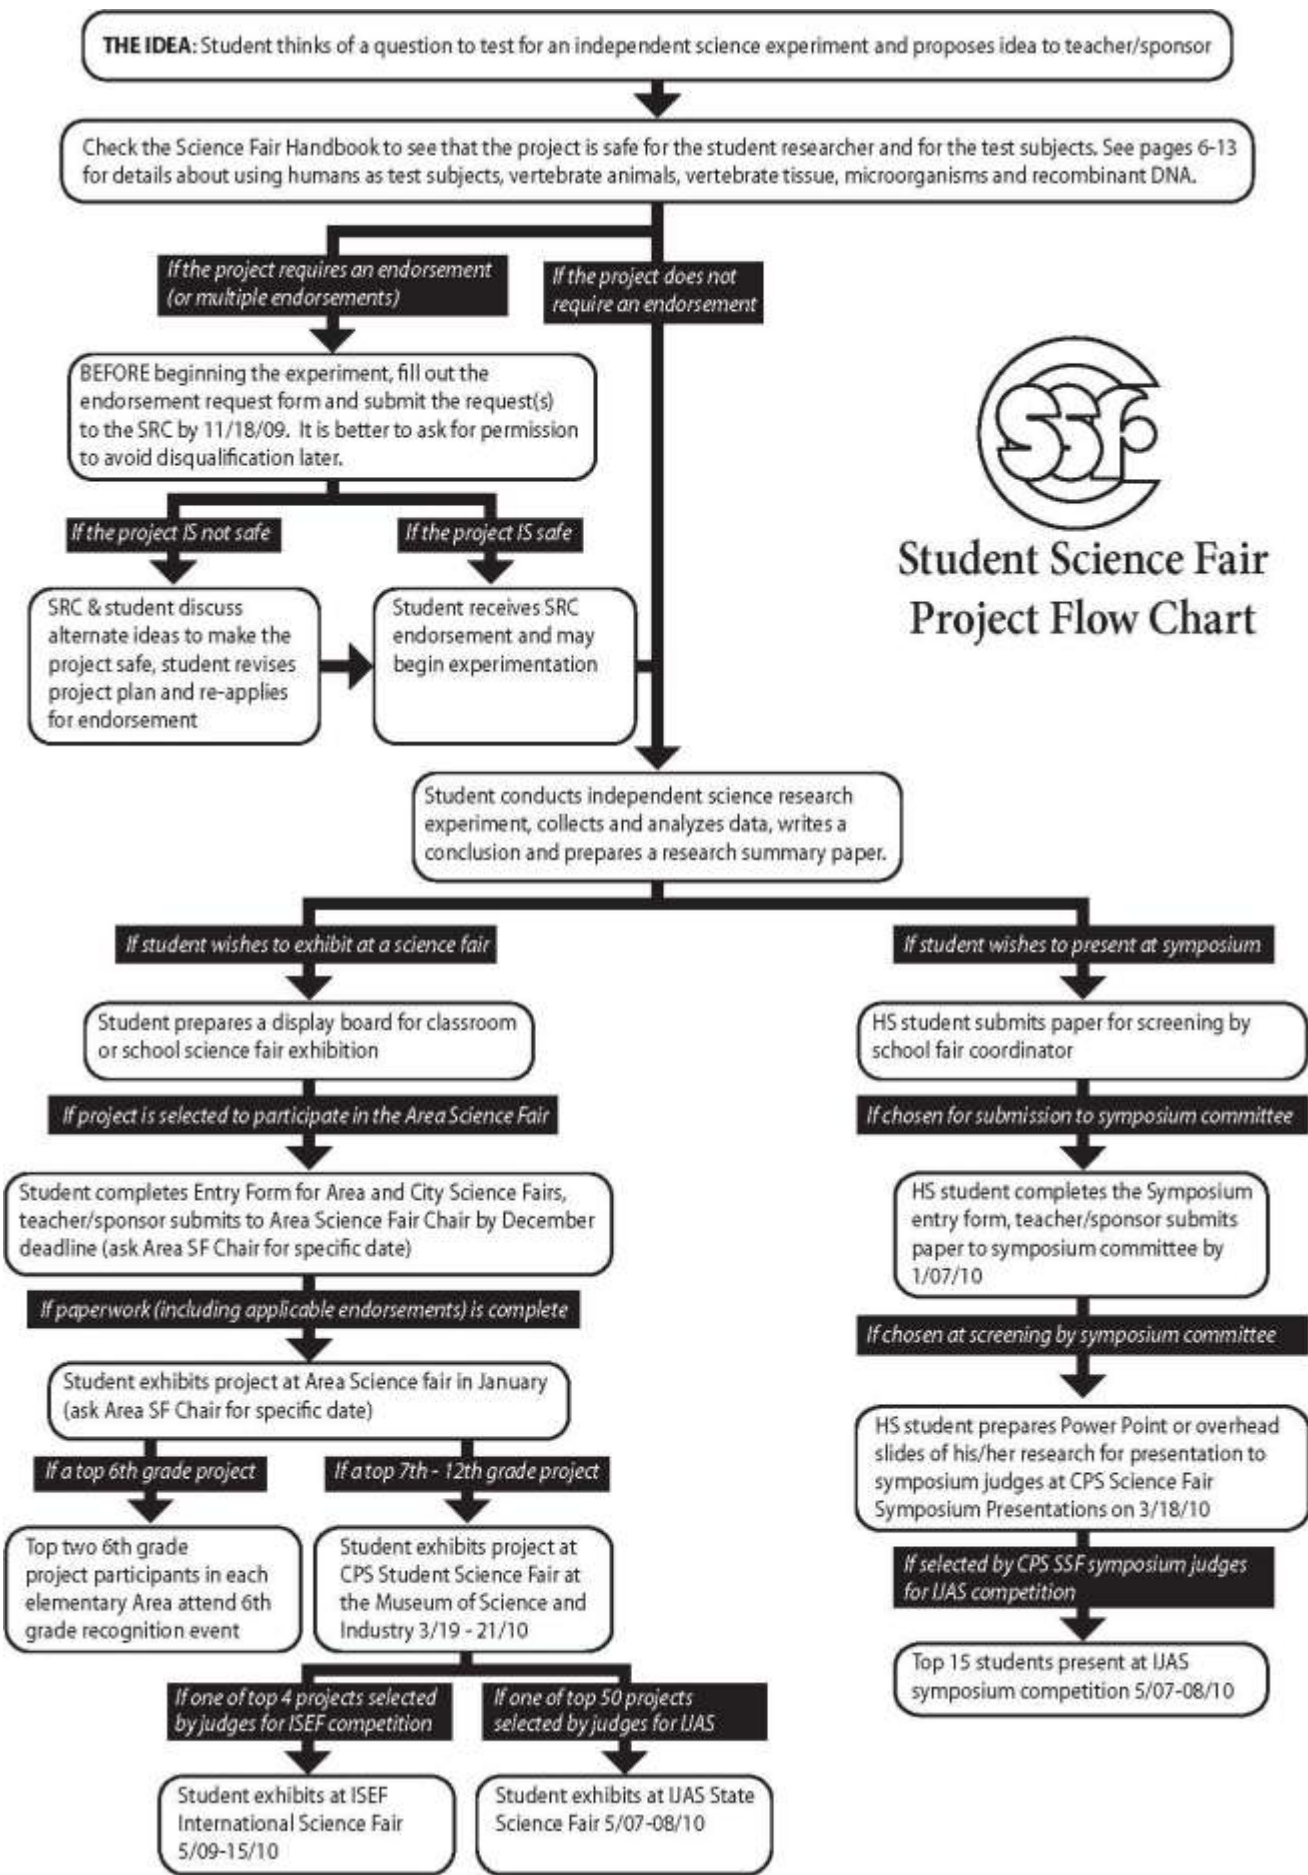 THE IDEA: Student thinks of a question to test for an independent science experiment and proposes idea to teacher/sponsor
Check the Science Fair Handbook to see that the project is safe for the student researcher and for the test subjects. See pages 6-13
for details about using humans as test subjects, vertebrate animals, vertebrate tissue, microorganisms and recombinant DNA.
If the project requires an endorsement
(or multiple endorsements)
If the project does not
require an endorsement
BEFORE beginning the experiment, fill out the
endorsement request form and submit the request(s)
to the SRC by 11/18/09. It is better to ask for permission
to avoid disqualification later.
SSF
Student Science Fair
Project Flow Chart
If the project IS not safe
If the project IS safe
SRC & student discuss
alternate ideas to make the
project safe, student revises
project plan and re-applies
for endorsement
Student receives SRC
endorsement and may
begin experimentation
Student conducts independent science research
experiment, collects and analyzes data, writes a
conclusion and prepares a research summary paper.
If student wishes to exhibit at a science fair
Student prepares a display board for classroom
or school science fair exhibition
If project is selected to participate in the Area Science Fair
Student completes Entry Form for Area and City Science Fairs,
teacher/sponsor submits to Area Science Fair Chair by December
deadline (ask Area SF Chair for specific date)
If paperwork (including applicable endorsements) is complete
Student exhibits project at Area Science fair in January
(ask Area SF Chair for specific date)
If a top 6th grade project
If a top 7th - 12th grade project
Top two 6th grade
project participants in each
elementary Area attend 6th
grade recognition event
Student exhibits project at
CPS Student Science Fair at
the Museum of Science and
Industry 3/19 - 21/10
If one of top 4 projects selected
by judges for ISEF competition
If one of top 50 projects
selected by judges for IJAS
Student exhibits at ISEF
International Science Fair
5/09-15/10
Student exhibits at IJAS State
Science Fair 5/07-08/10
If student wishes to present at symposium
HS student submits paper for screening by
school fair coordinator
If chosen for submission to symposium committee
HS student completes the Symposium
entry form, teacher/sponsor submits
paper to symposium committee by
1/07/10
If chosen at screening by symposium committee
HS student prepares Power Point or overhead
slides of his/her research for presentation to
symposium judges at CPS Science Fair
Symposium Presentations on 3/18/10
If selected by CPS SSF symposium judges
for IJAS competition
Top 15 students present at IJAS
symposium competition 5/07-08/10